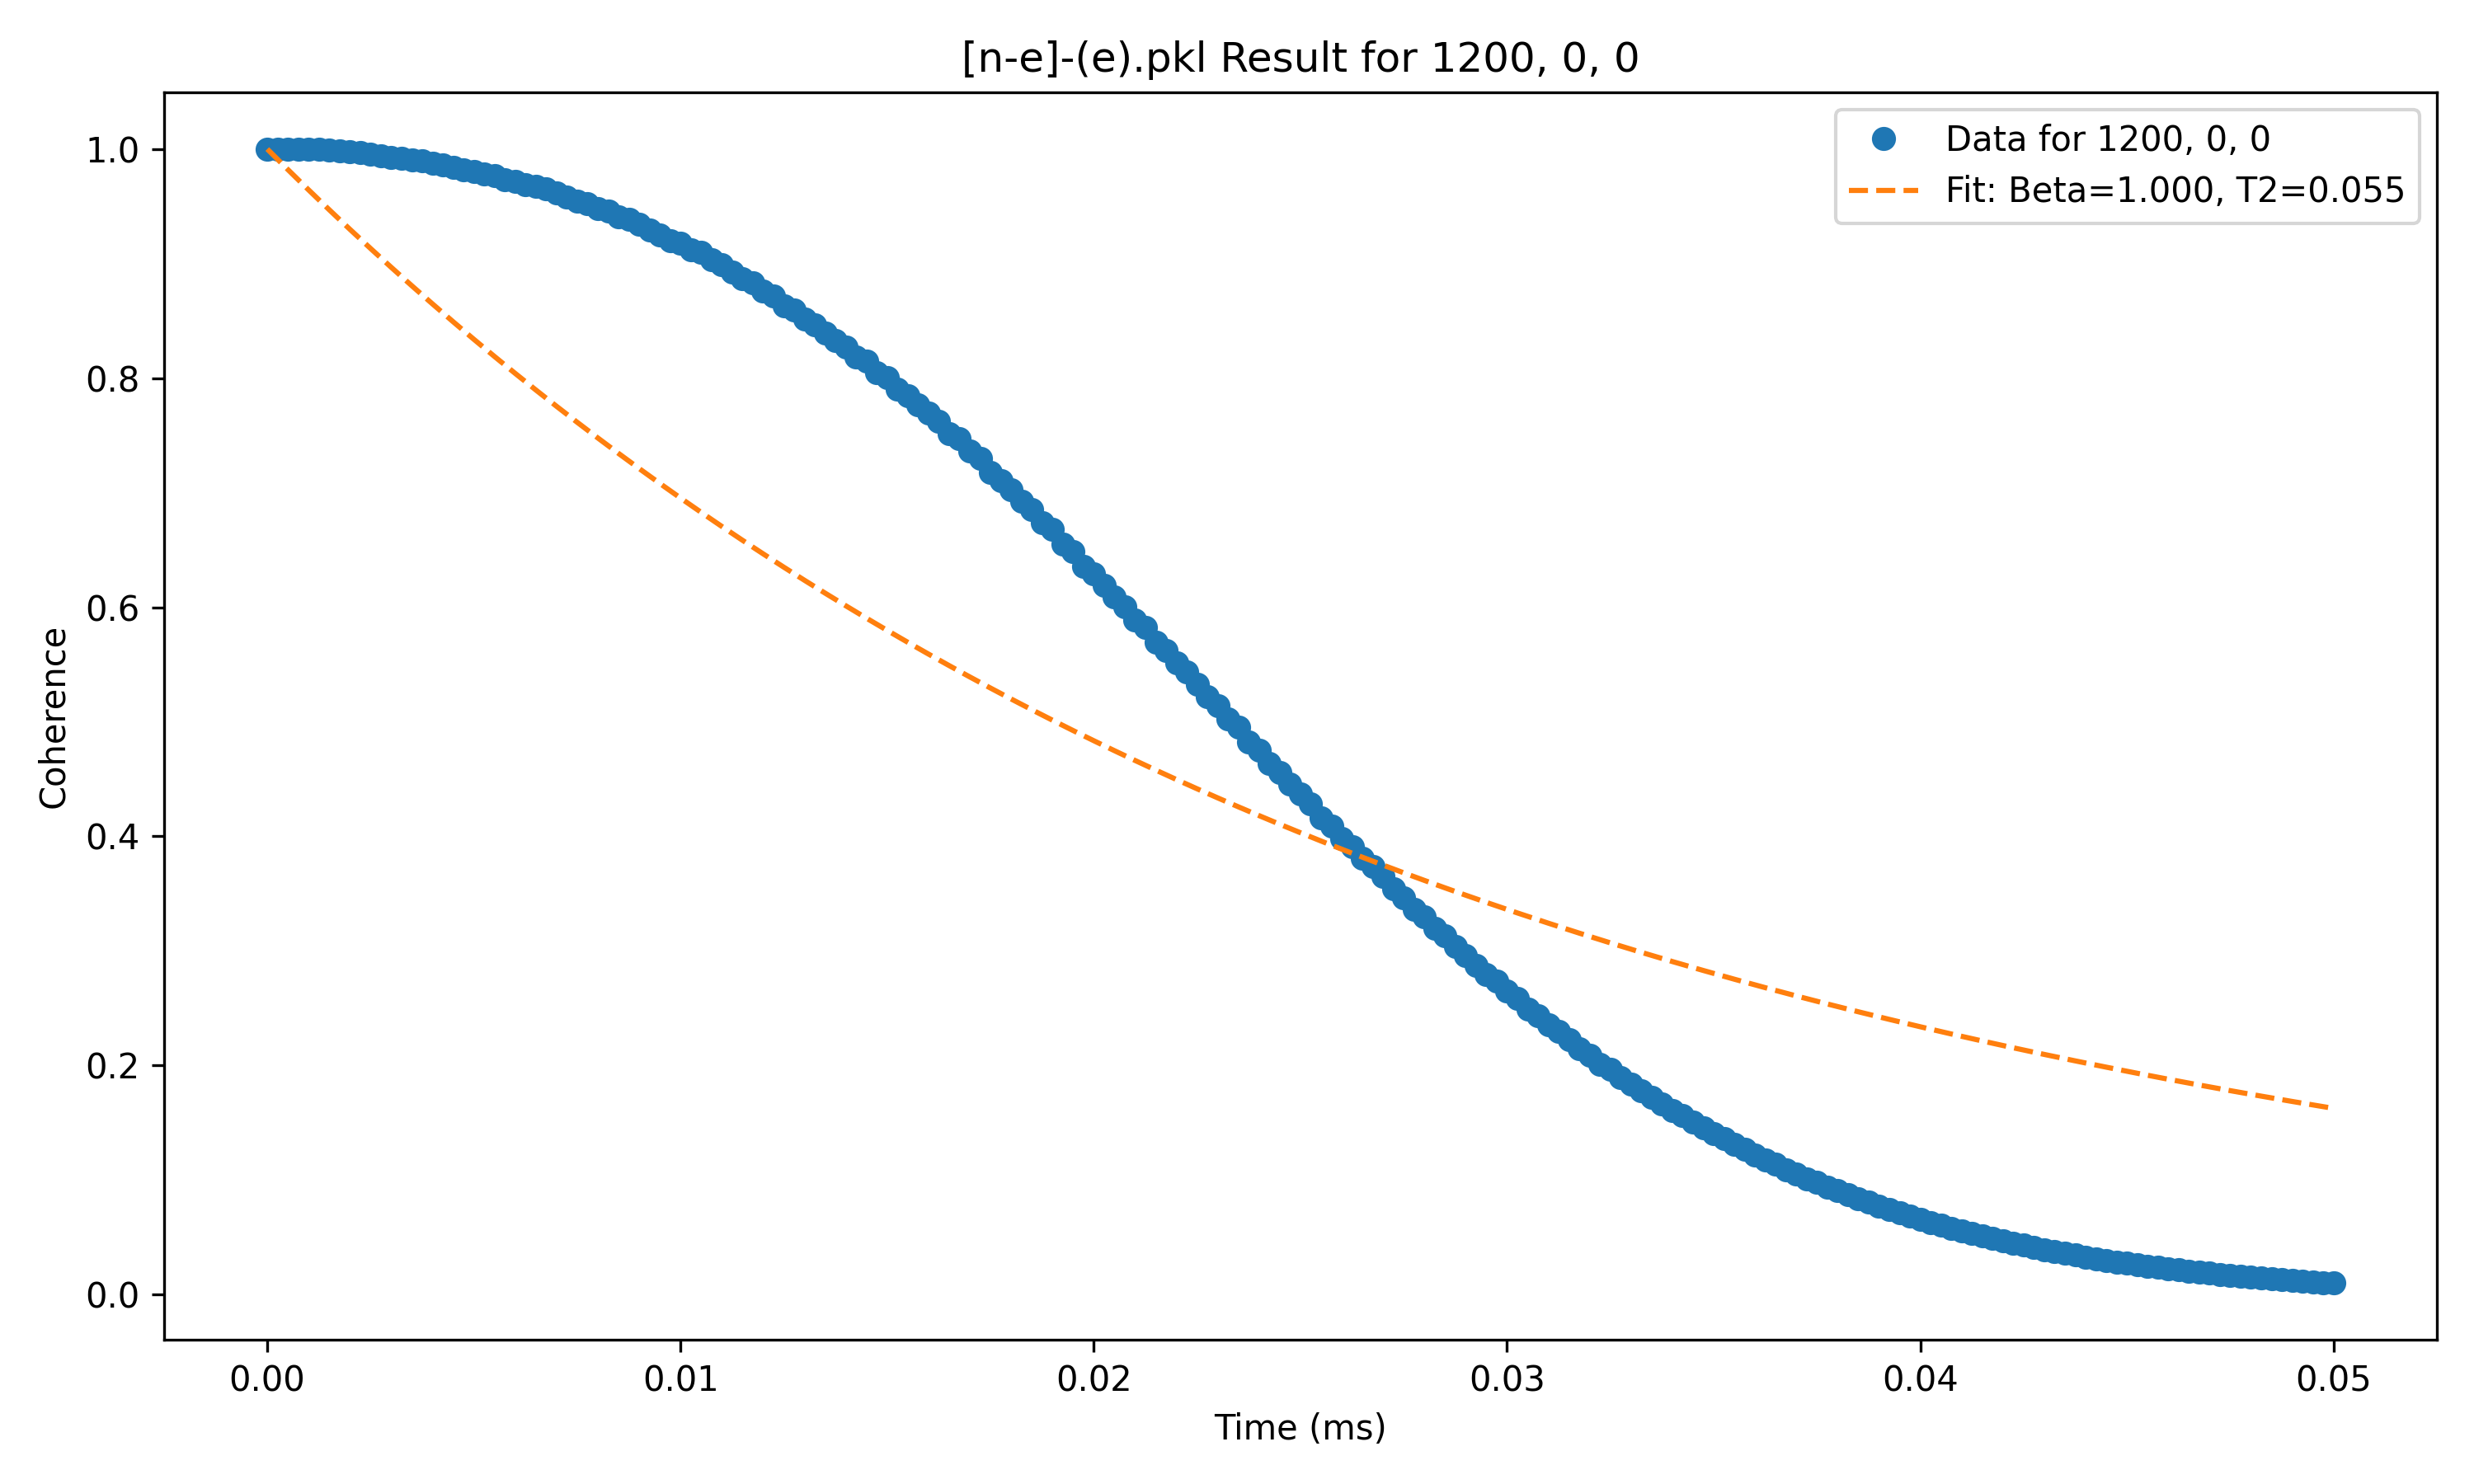 [n-e]-(e).pkl Result for 1200, 0, 0
Data for 1200, 0, 0
Fit: Beta=1.000, T2=0.055
Coherence
1.0
0.8
0.6
0.4
0.2
0.0
0.00 0.01 0.02 0.03 0.04 0.05
Time (ms)